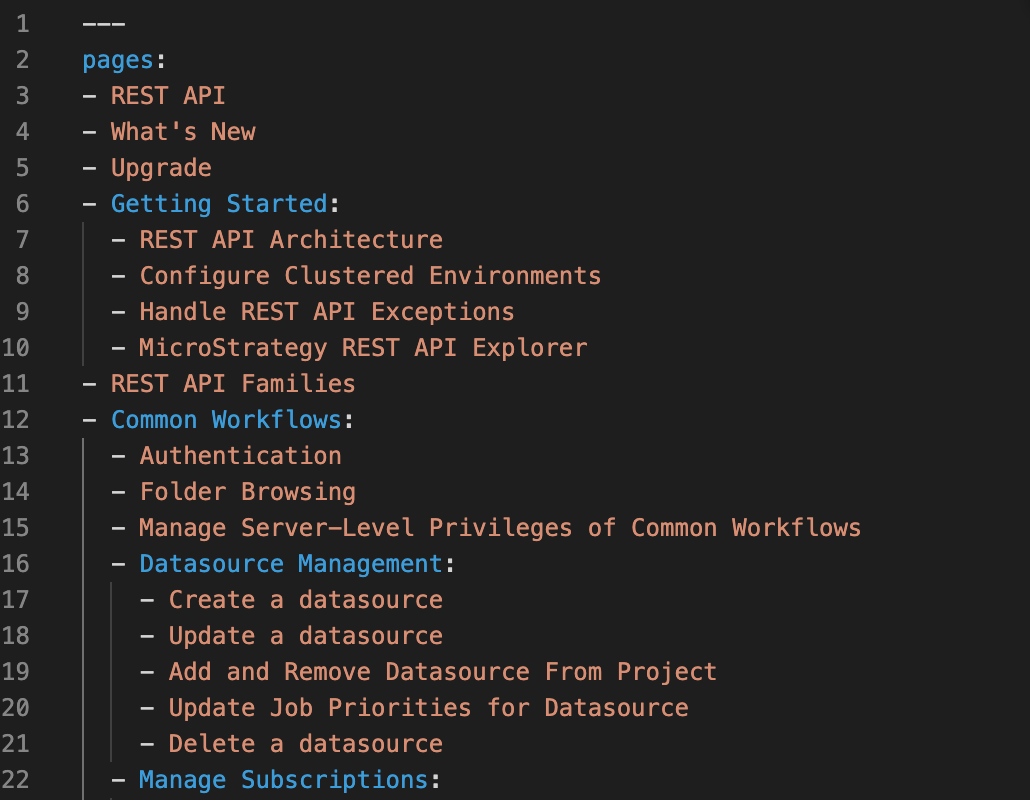 1 ---
2 pages:
3 - REST API
4 - What's New
5 - Upgrade
6 - Getting Started:
7 - REST API Architecture
8 - Configure Clustered Environments
9 - Handle REST API Exceptions
10 - MicroStrategy REST API Explorer
11 - REST API Families
12 - Common Workflows:
13 - Authentication
14 - Folder Browsing
15 - Manage Server-Level Privileges of Common Workflows
16 - Datasource Management:
17 - Create a datasource
18 - Update a datasource
19 - Add and Remove Datasource From Project
20 - Update Job Priorities for Datasource
21 - Delete a datasource
22 - Manage Subscriptions: